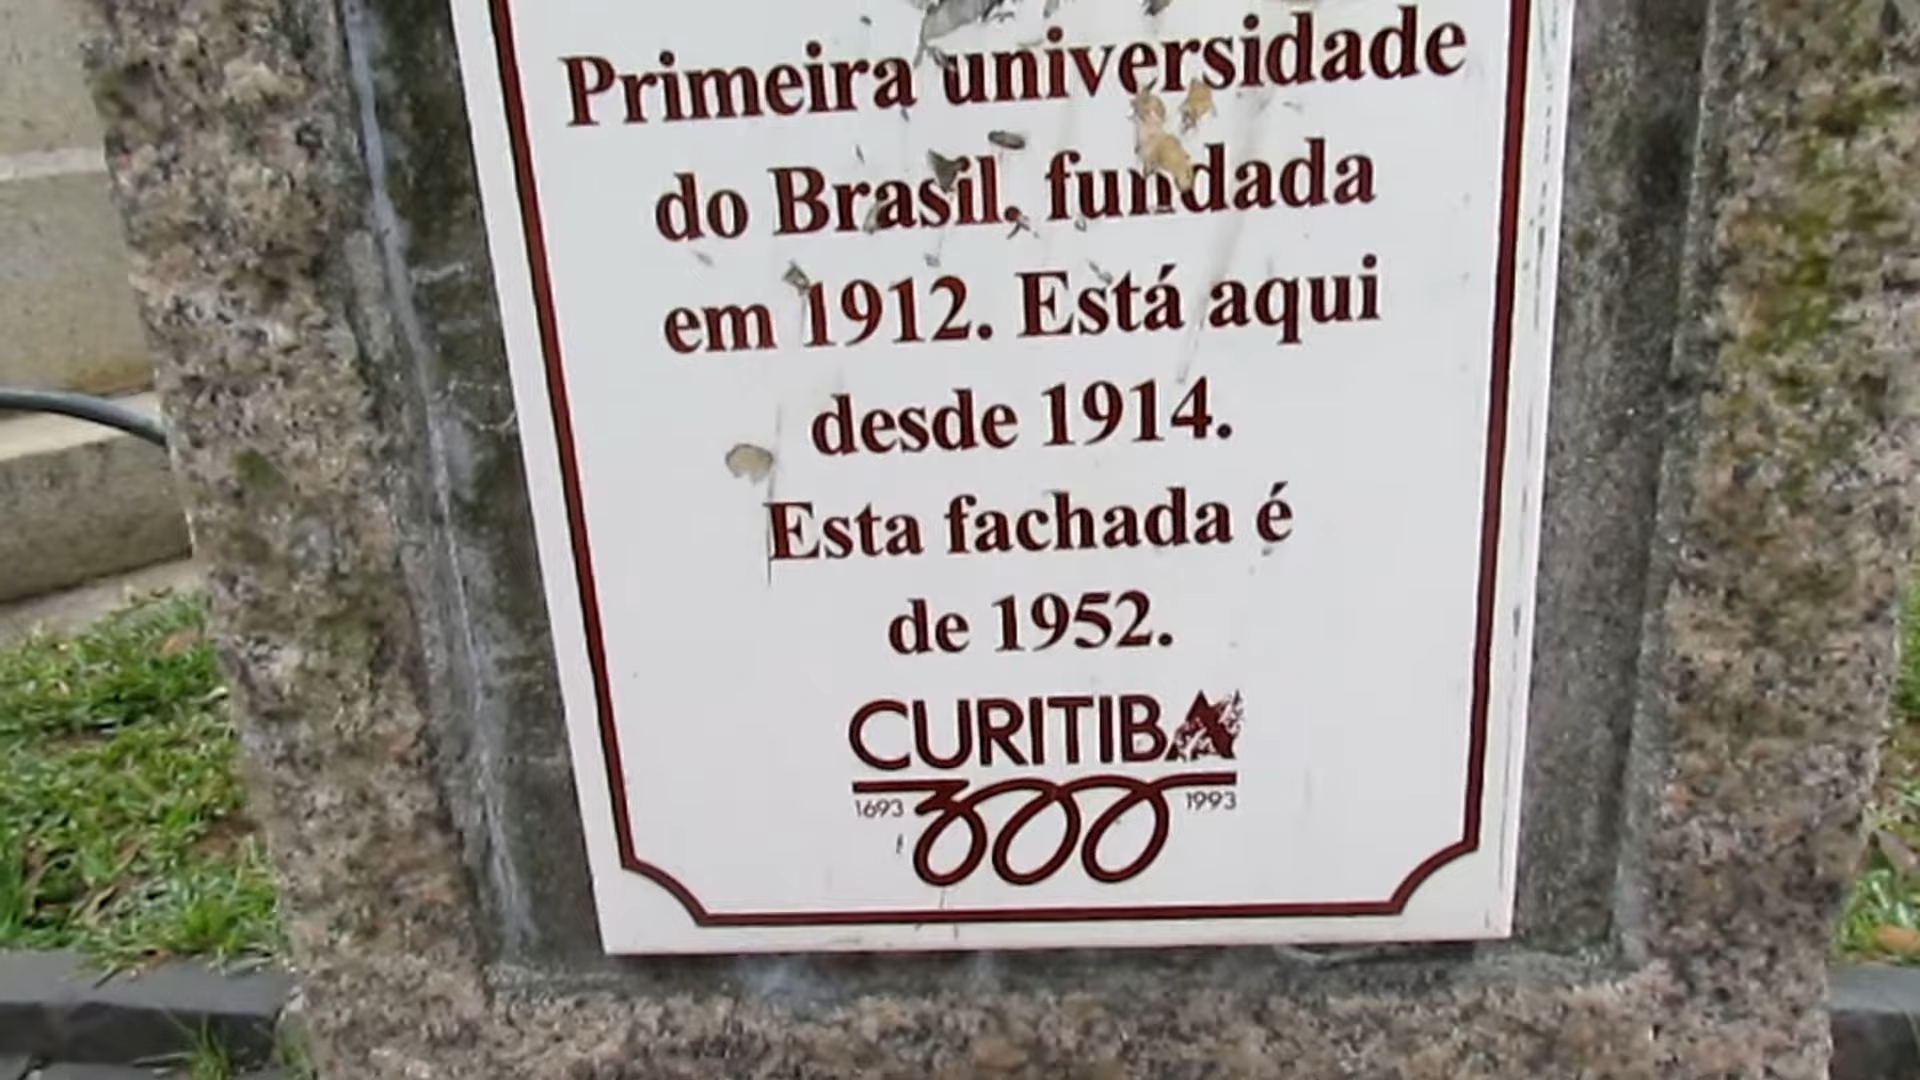 Primeira universidade
do Brasil, fundada
em 1912. Está aqui
desde 1914.
Esta fachada é
de 1952.
CURITIBA
300
1693 1993